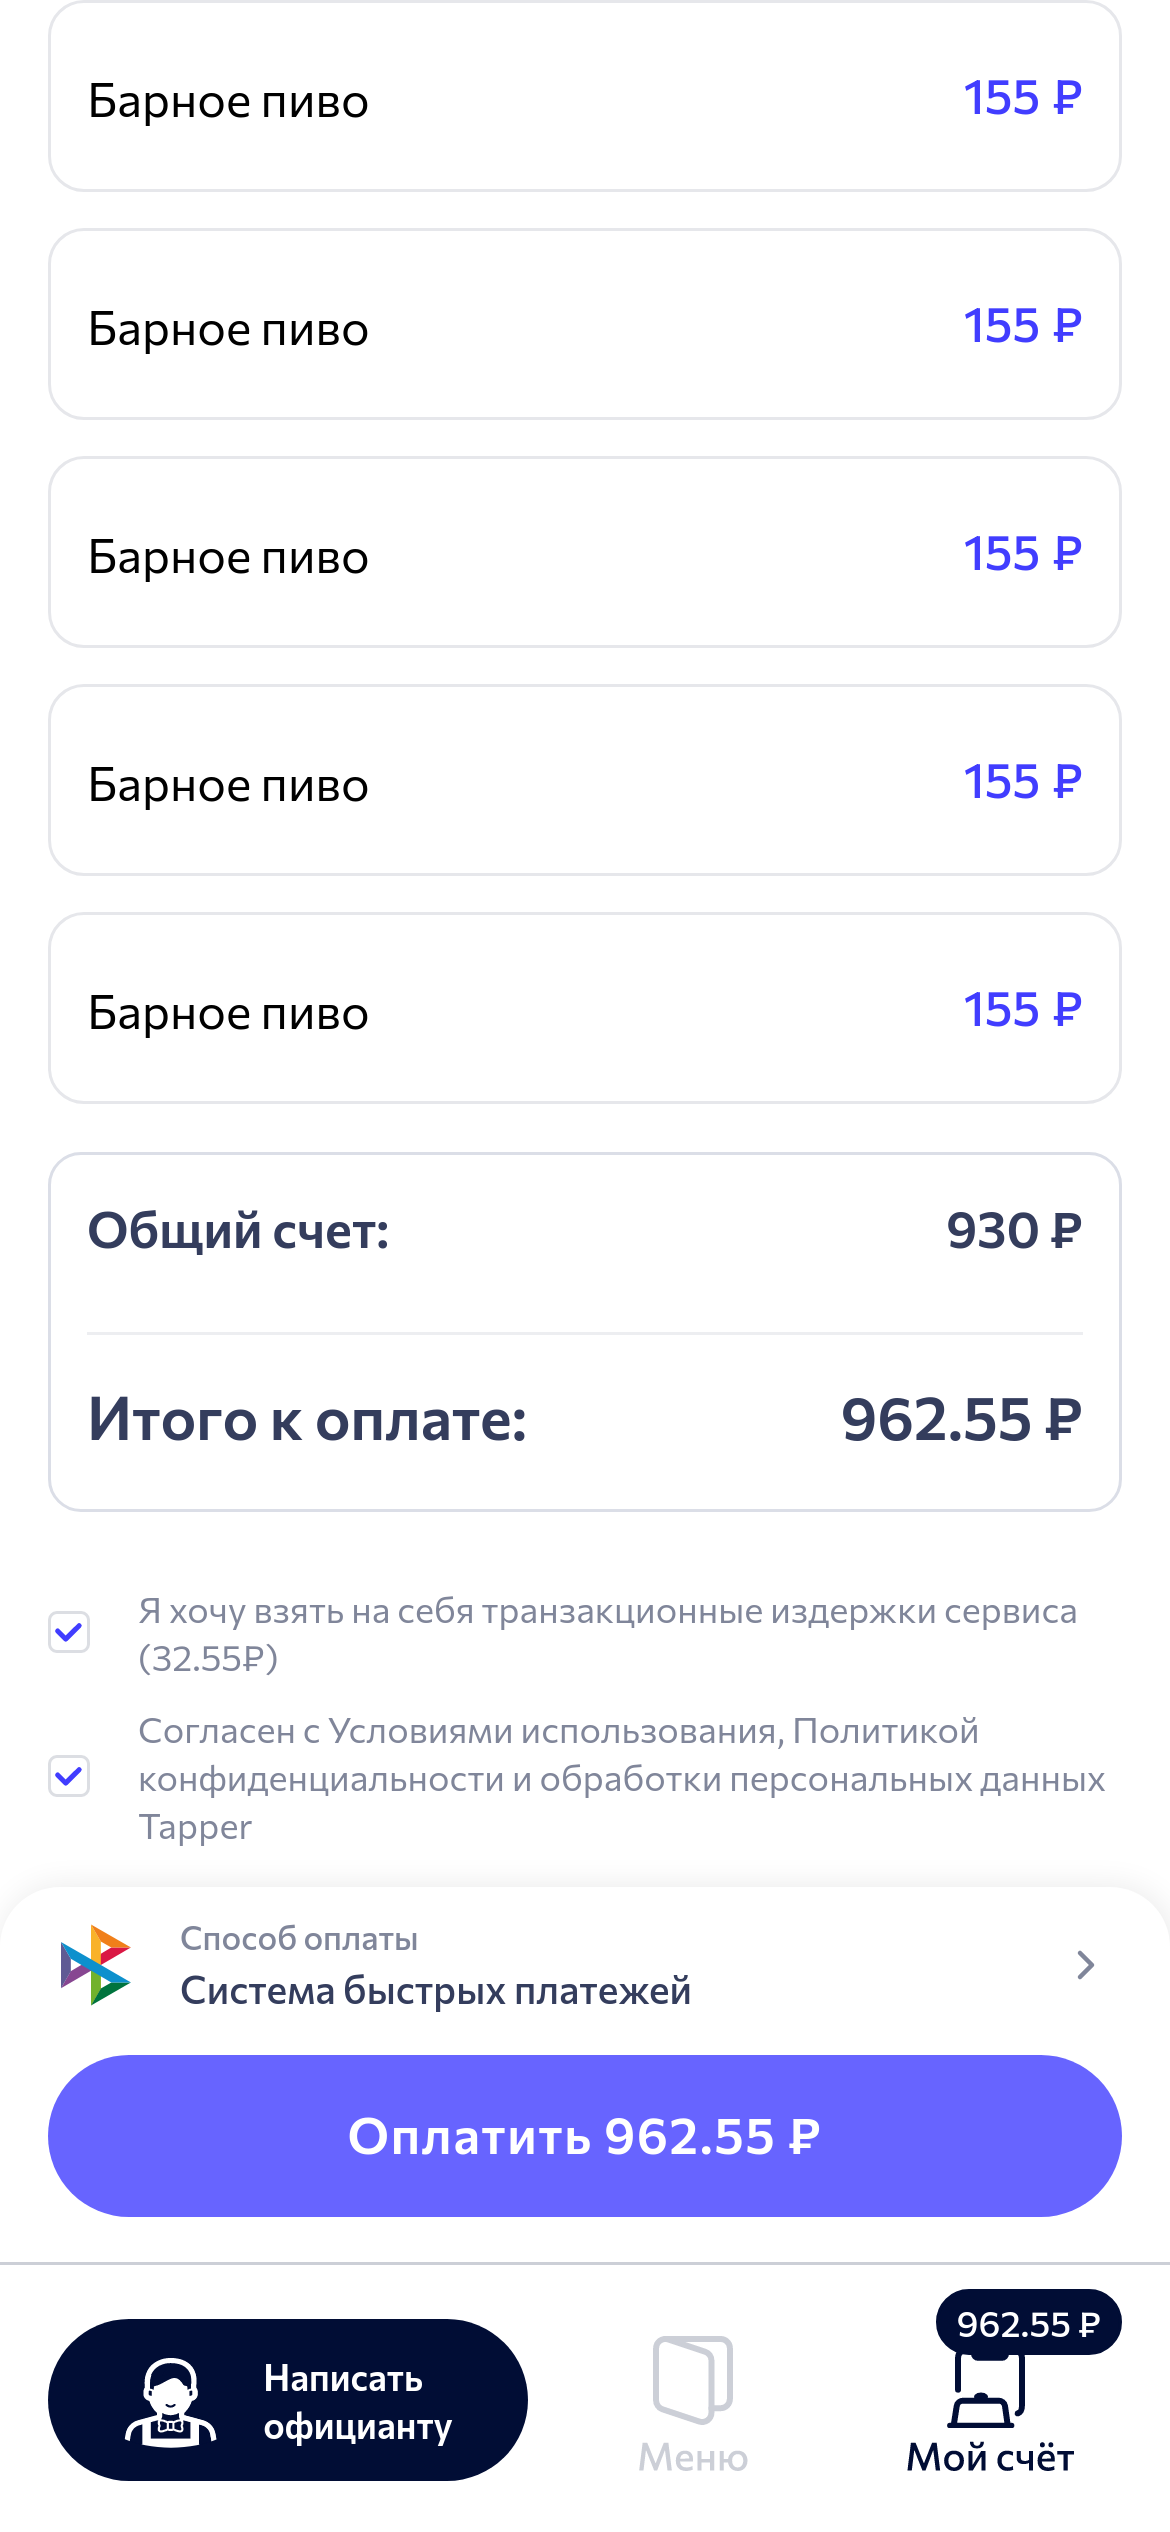 Барное пиво 155 ₽
Барное пиво 155 ₽
Барное пиво 155 ₽
Барное пиво 155 ₽
Барное пиво 155 ₽
Общий счет: 930 ₽
Итого к оплате: 962.55 ₽
Я хочу взять на себя транзакционные издержки сервиса
(32.55₽)
Согласен с Условиями использования, Политикой
конфиденциальности и обработки персональных данных
Tapper
Способ оплаты
Система быстрых платежей
Оплатить 962.55 ₽
962.55 ₽
Написать
официанту
Меню
Мой счёт